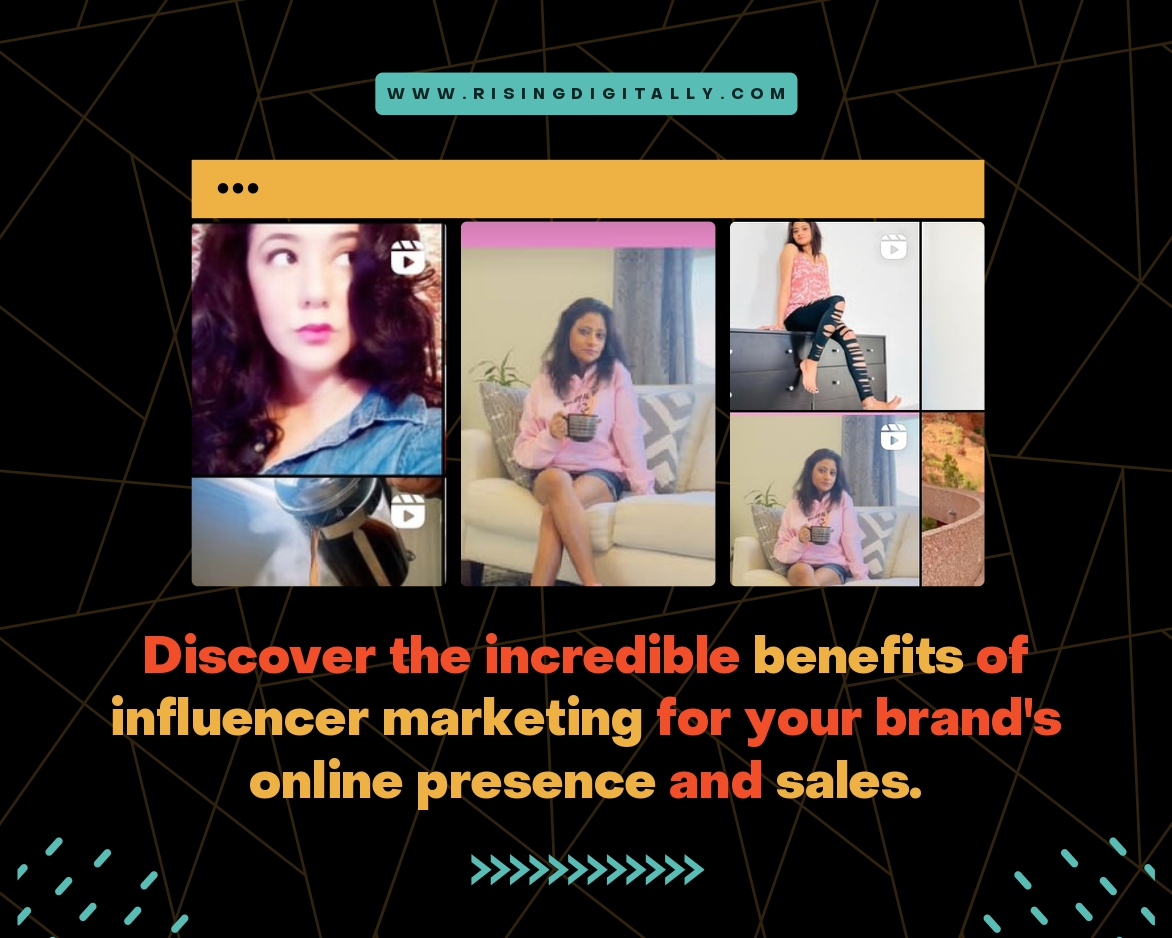 WWW.RISINGDIGITALLY.COM
Discover the incredible benefits of
influencer marketing for your brand's
online presence and sales.